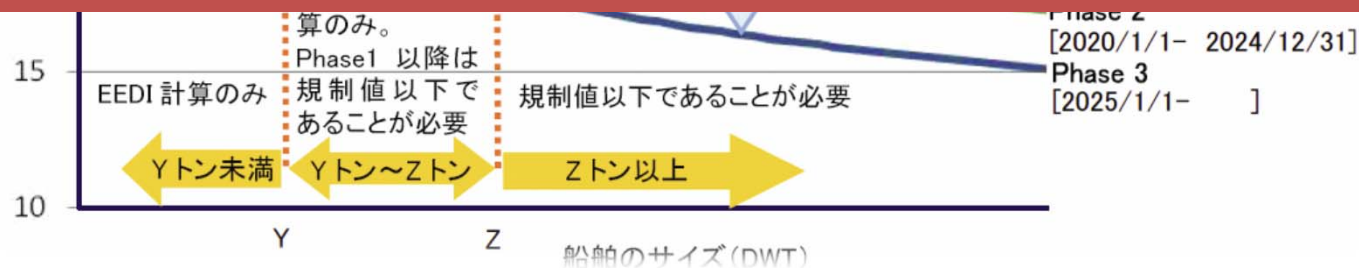 算のみ。
Phase1 以降は
規制値以下で
あることが必要
Phase 2
[2020/1/1- 2024/12/31]
Phase 3
[2025/1/1- ]
15
EEDI 計算のみ
規制値以下であることが必要
Yトン未満
Yトン～Zトン
Zトン以上
10
Y
Z
船舶のサイズ(DWT)